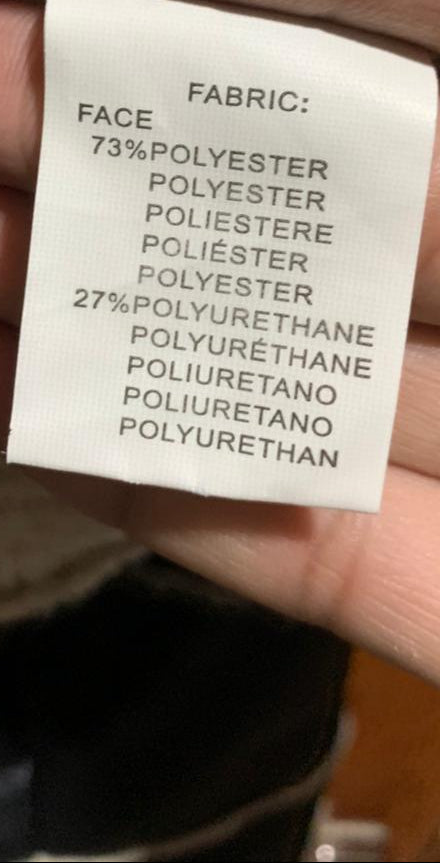 FABRIC:
FACE
73%POLYESTER
POLYESTER
POLIESTERE
POLIÉSTER
POLYESTER
27%POLYURETHANE
POLYURÉTHANE
POLIURETANO
POLIURETANO
POLYURETHAN